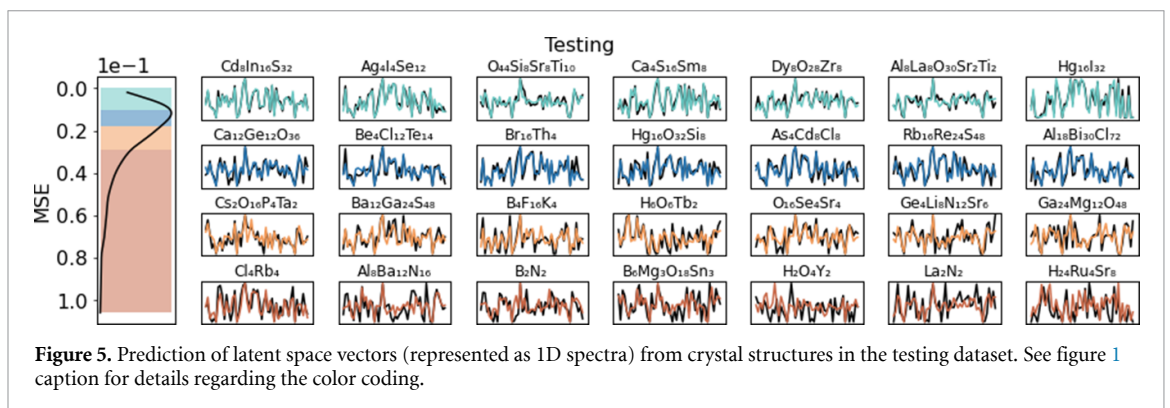 Testing
1e−1
Cd₈In₁₆S₃₂ Ag₄I₄Se₁₂ O₄₄Si₈Sr₈Ti₁₀ Ca₄S₁₆Sm₈ Dy₈O₂₈Zr₈ Al₈La₈O₃₀Sr₂Ti₂ Hg₁₆I₃₂
0.0
Ca₁₂Ge₁₂O₃₆ Be₄Cl₁₂Te₁₄ Br₁₆Th₄ Hg₁₆O₃₂Si₈ As₄Cd₈Cl₈ Rb₁₆Re₂₄S₄₈ Al₁₈Bi₃₀Cl₇₂
0.2
0.4
MSE
Cs₂O₁₆P₄Ta₂ Ba₁₂Ga₂₄S₄₈ B₄F₁₆K₄ H₆O₆Tb₂ O₁₆Se₄Sr₄ Ge₄Li₈N₁₂Sr₆ Ga₂₄Mg₁₂O₄₈
0.6
0.8
Cl₄Rb₄ Al₈Ba₁₂N₁₆ B₂N₂ B₆Mg₃O₁₈Sn₃ H₂O₄Y₂ La₂N₂ H₂₄Ru₄Sr₈
1.0
Figure 5. Prediction of latent space vectors (represented as 1D spectra) from crystal structures in the testing dataset. See figure 1
caption for details regarding the color coding.